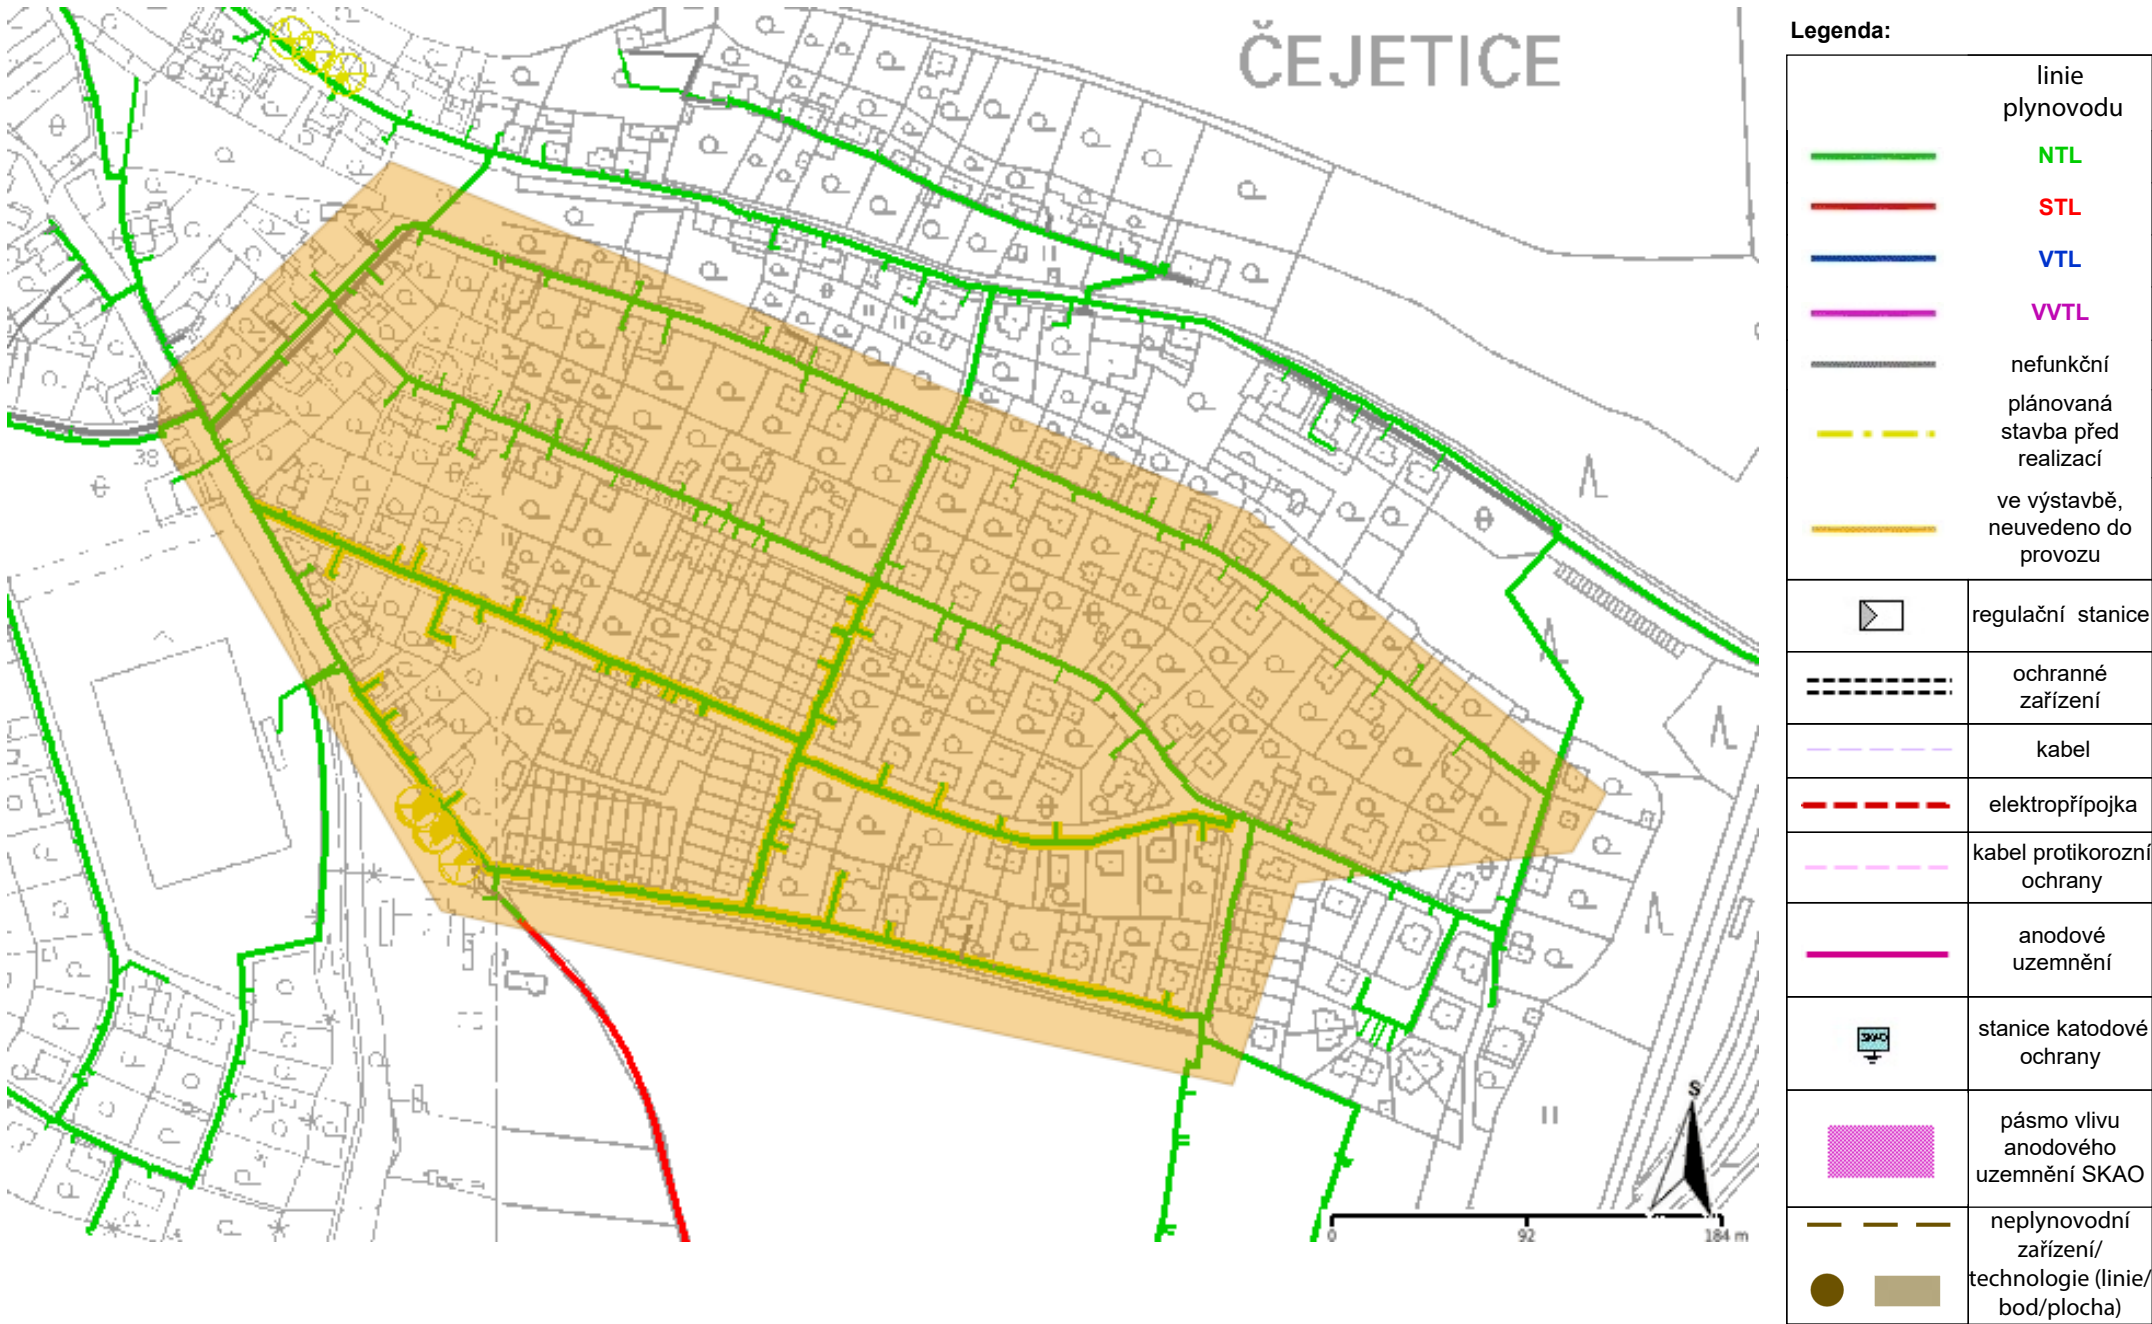 ČEJETICE
38
0 92 184 m
S
Legenda:
linie
plynovodu
NTL
STL
VTL
VVTL
nefunkční
plánovaná
stavba před
realizací
ve výstavbě,
neuvedeno do
provozu
regulační stanice
ochranné
zařízení
kabel
elektropřípojka
kabel protikorozní
ochrany
anodové
uzemnění
SKAO
stanice katodové
ochrany
pásmo vlivu
anodového
uzemnění SKAO
neplynovodní
zařízení/
technologie (linie/
bod/plocha)